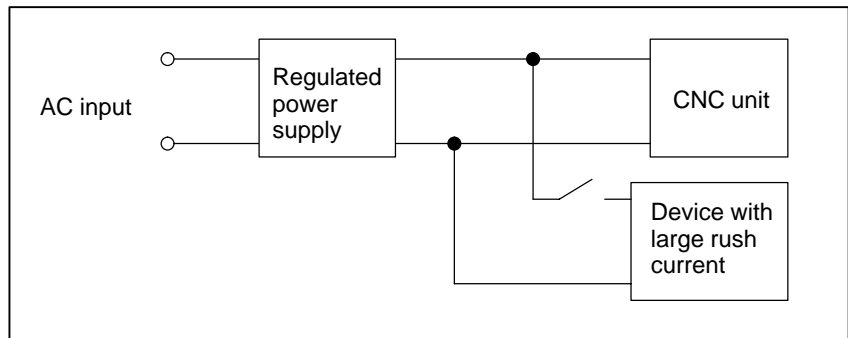 AC input
Regulated
power
supply
CNC unit
Device with
large rush
current